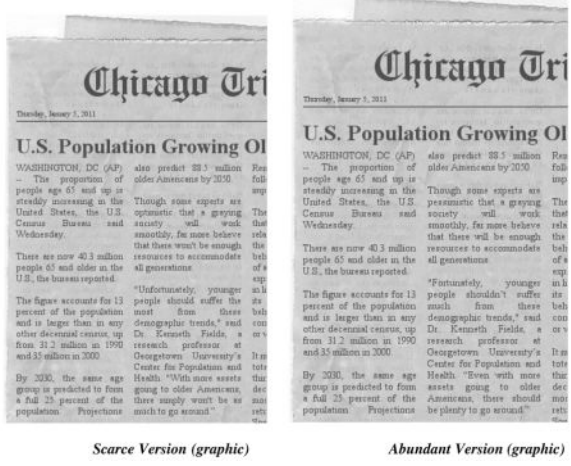 Chicago Tri
Thursday, January 5, 2011
U.S. Population Growing Ol
WASHINGTON, DC (AP)
-- The proportion of
people age 65 and up is
steadily increasing in the
United States, the U.S.
Census Bureau said
Wednesday.
There are now 40.3 million
people 65 and older in the
U.S., the bureau reported.
The figure accounts for 13
percent of the population
and is larger than in any
other decennial census, up
from 31.2 million in 1990
and 35 million in 2000.
By 2030, the same age
group is predicted to form
a full 25 percent of the
population. Projections
also predict 88.5 million
older Americans by 2050.
Though some experts are
optimistic that a graying
society will work
smoothly, far more believe
that there won't be enough
resources to accommodate
all generations.
"Unfortunately, younger
people should suffer the
most from these
demographic trends," said
Dr. Kenneth Fields, a
research professor at
Georgetown University's
Center for Population and
Health. "With more assets
going to older Americans,
there simply won't be as
much to go around."
Scarce Version (graphic)
Chicago Tri
Thursday, January 5, 2011
U.S. Population Growing Ol
WASHINGTON, DC (AP)
-- The proportion of
people age 65 and up is
steadily increasing in the
United States, the U.S.
Census Bureau said
Wednesday.
There are now 40.3 million
people 65 and older in the
U.S., the bureau reported.
The figure accounts for 13
percent of the population
and is larger than in any
other decennial census, up
from 31.2 million in 1990
and 35 million in 2000.
By 2030, the same age
group is predicted to form
a full 25 percent of the
population. Projections
also predict 88.5 million
older Americans by 2050.
Though some experts are
pessimistic that a graying
society will work
smoothly, far more believe
that there will be enough
resources to accommodate
all generations.
"Fortunately, younger
people shouldn't suffer
much from these
demographic trends," said
Dr. Kenneth Fields, a
research professor at
Georgetown University's
Center for Population and
Health. "Even with more
assets going to older
Americans, there should
be plenty to go around."
Abundant Version (graphic)